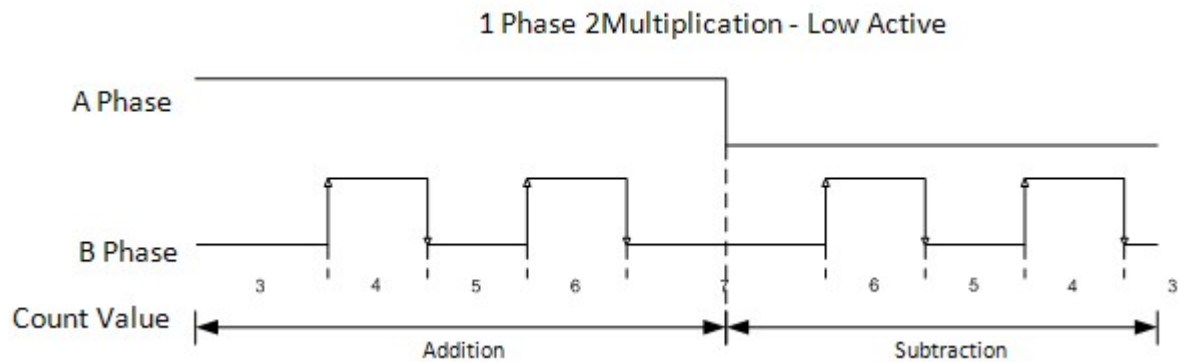 1 Phase 2Multiplication - Low Active
A Phase
B Phase
3 4 5 6 7 6 5 4 3
Count Value
Addition Subtraction